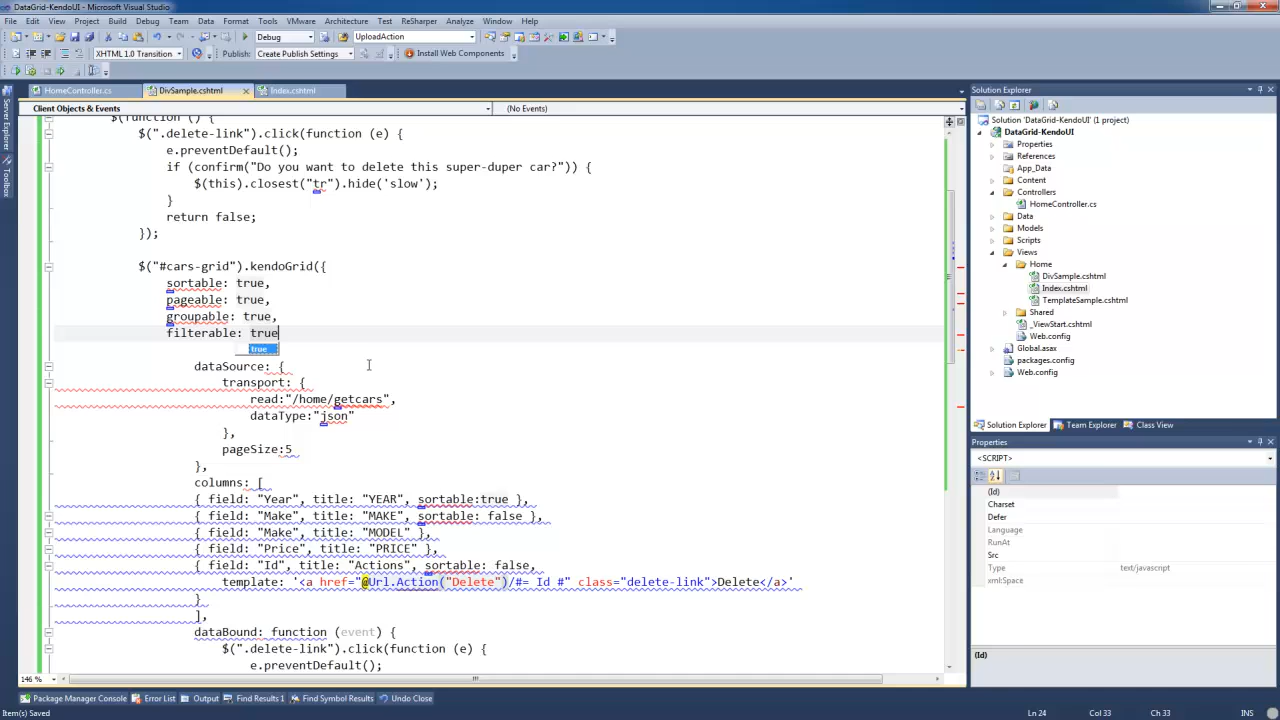 DataGrid-KendoUI - Microsoft Visual Studio
File Edit View Project Build Debug Team Data Format Tools VMware Architecture Test ReSharper Analyze Window Help
Debug UploadAction
XHTML 1.0 Transition Publish: Create Publish Settings Install Web Components
HomeController.cs DivSample.cshtml Index.cshtml
Client Objects & Events (No Events)
Server Explorer
Toolbox
$(function () {
$(".delete-link").click(function (e) {
e.preventDefault();
if (confirm("Do you want to delete this super-duper car?")) {
$(this).closest("tr").hide('slow');
}
return false;
});
$("#cars-grid").kendoGrid({
sortable: true,
pageable: true,
groupable: true,
filterable: true
true
dataSource: {
transport: {
read:"/home/getcars",
dataType:"json"
},
pageSize:5
},
columns: [
{ field: "Year", title: "YEAR", sortable:true },
{ field: "Make", title: "MAKE", sortable: false },
{ field: "Make", title: "MODEL" },
{ field: "Price", title: "PRICE" },
{ field: "Id", title: "Actions", sortable: false,
template: '<a href="@Url.Action("Delete")/#= Id #" class="delete-link">Delete</a>'
}
],
dataBound: function (event) {
$(".delete-link").click(function (e) {
e.preventDefault();
146 %
Solution Explorer
Solution 'DataGrid-KendoUI' (1 project)
DataGrid-KendoUI
Properties
References
App_Data
Content
Controllers
HomeController.cs
Data
Models
Scripts
Views
Home
DivSample.cshtml
Index.cshtml
TemplateSample.cshtml
Shared
_ViewStart.cshtml
Web.config
Global.asax
packages.config
Web.config
Solution Explorer Team Explorer Class View
Properties
<SCRIPT>
(Id)
Charset
Defer
Language
RunAt
Src
Type text/javascript
xml:Space
(Id)
Package Manager Console Error List Output Find Results 1 Find Symbol Results Undo Close
Item(s) Saved Ln 24 Col 33 Ch 33 INS